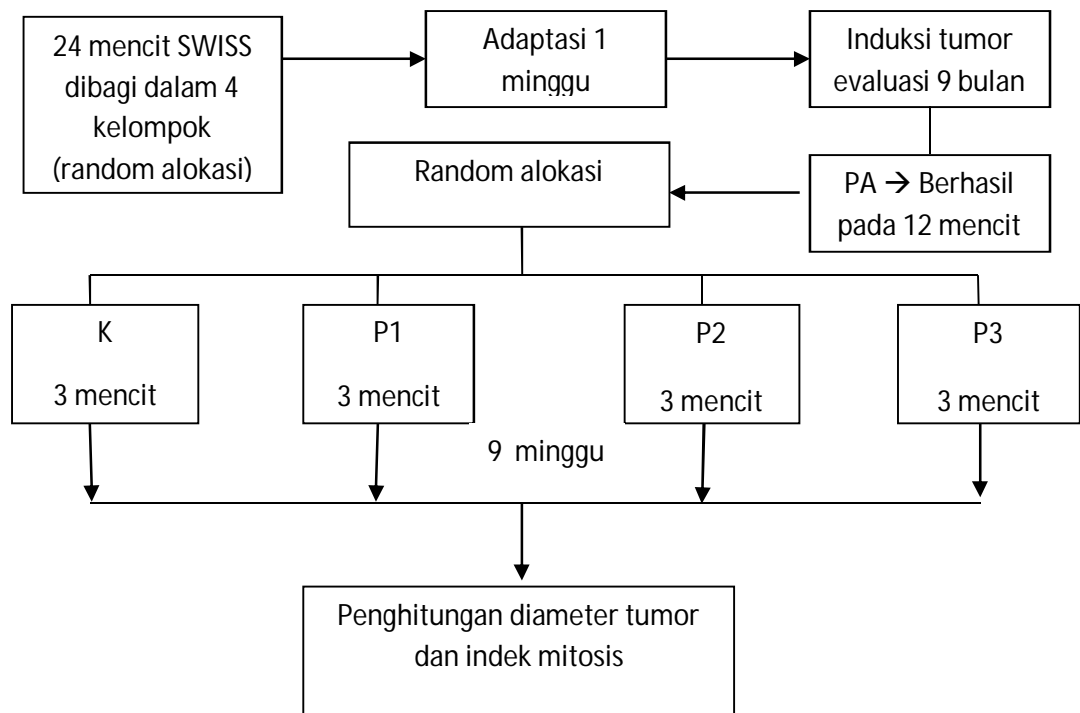 24 mencit SWISS
dibagi dalam 4
kelompok
(random alokasi)
Adaptasi 1
minggu
Induksi tumor
evaluasi 9 bulan
PA → Berhasil
pada 12 mencit
Random alokasi
K
3 mencit
P1
3 mencit
P2
3 mencit
P3
3 mencit
9 minggu
Penghitungan diameter tumor
dan indek mitosis